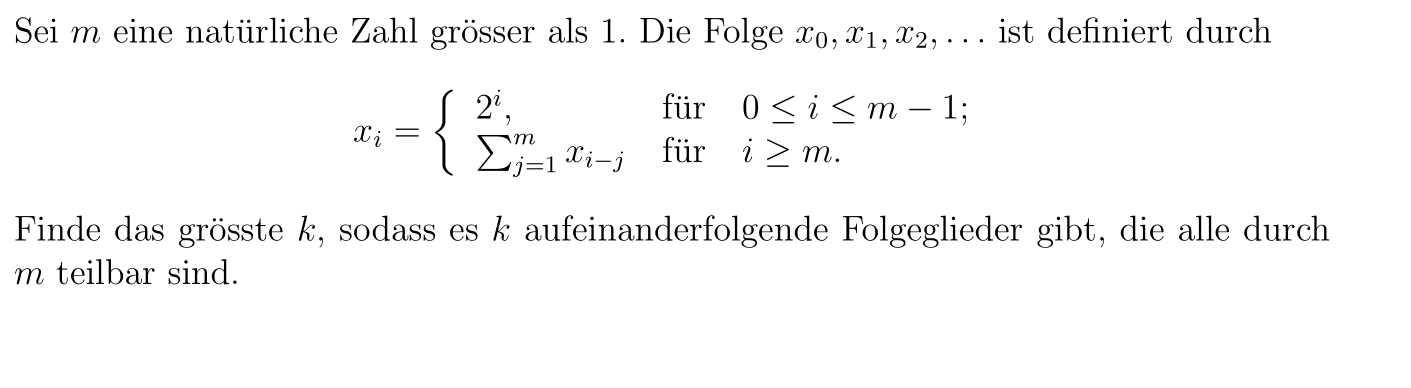 Sei m eine natürliche Zahl grösser als 1. Die Folge x_0, x_1, x_2, . . . ist definiert durch
x_i = { 2^i, für 0 ≤ i ≤ m − 1;
∑_{j=1}^{m} x_{i−j} für i ≥ m.
Finde das grösste k, sodass es k aufeinanderfolgende Folgeglieder gibt, die alle durch
m teilbar sind.